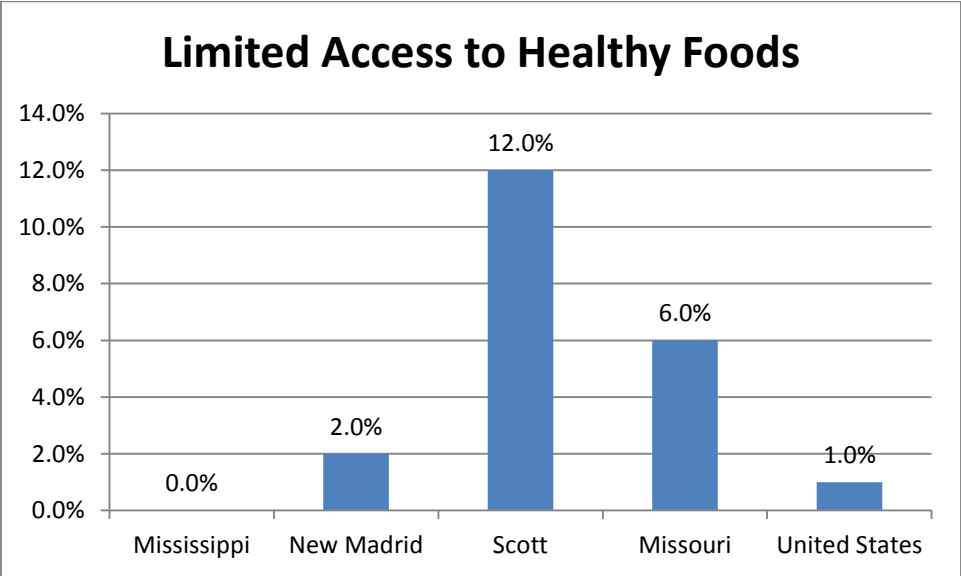 Limited Access to Healthy Foods
14.0%
12.0%
10.0%
8.0%
6.0%
4.0%
2.0%
0.0%
0.0%
2.0%
12.0%
6.0%
1.0%
Mississippi
New Madrid
Scott
Missouri
United States